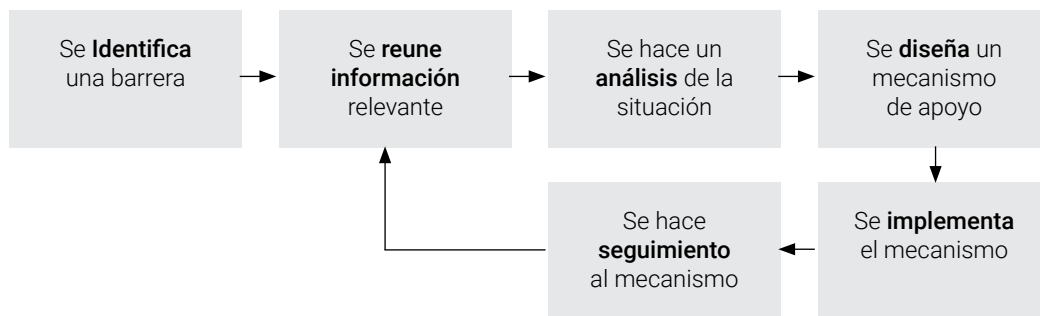 Se Identifica
una barrera
Se reune
información
relevante
Se hace un
análisis de la
situación
Se diseña un
mecanismo
de apoyo
Se implementa
el mecanismo
Se hace
seguimiento
al mecanismo